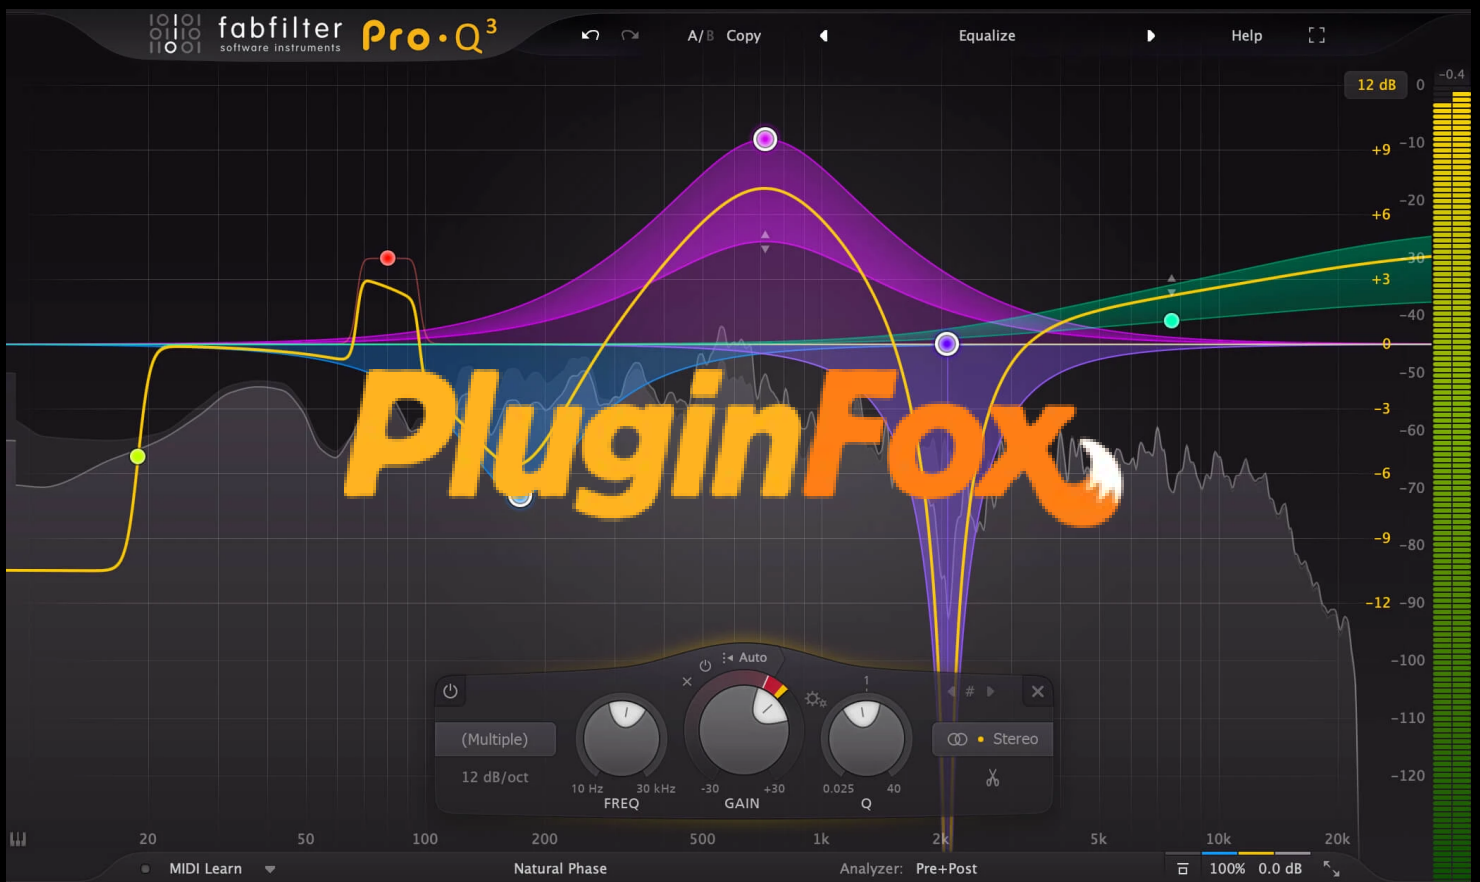 fabfilter
software instruments
Pro·Q3
A/B Copy
Equalize
Help
12 dB
-0.4
0
+9 -10
-20
+6
-30
+3
-40
0
-50
-3
-60
-6
-70
-9 -80
-12 -90
-100
-110
-120
PluginFox
Auto
1
#
(Multiple)
Stereo
12 dB/oct
10 Hz 30 kHz
-30 +30
0.025 40
FREQ
GAIN
Q
20 50 100 200 500 1k 2k 5k 10k 20k
MIDI Learn
Natural Phase
Analyzer: Pre+Post
100% 0.0 dB